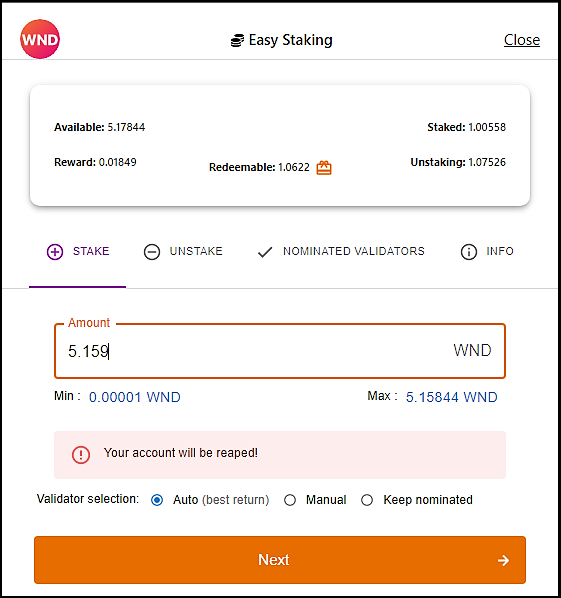 WND
Easy Staking
Close
Available: 5.17844
Staked: 1.00558
Reward: 0.01849
Redeemable: 1.0622
Unstaking: 1.07526
STAKE
UNSTAKE
NOMINATED VALIDATORS
INFO
Amount
5.159
WND
Min : 0.00001 WND
Max : 5.15844 WND
Your account will be reaped!
Validator selection: Auto (best return) Manual Keep nominated
Next